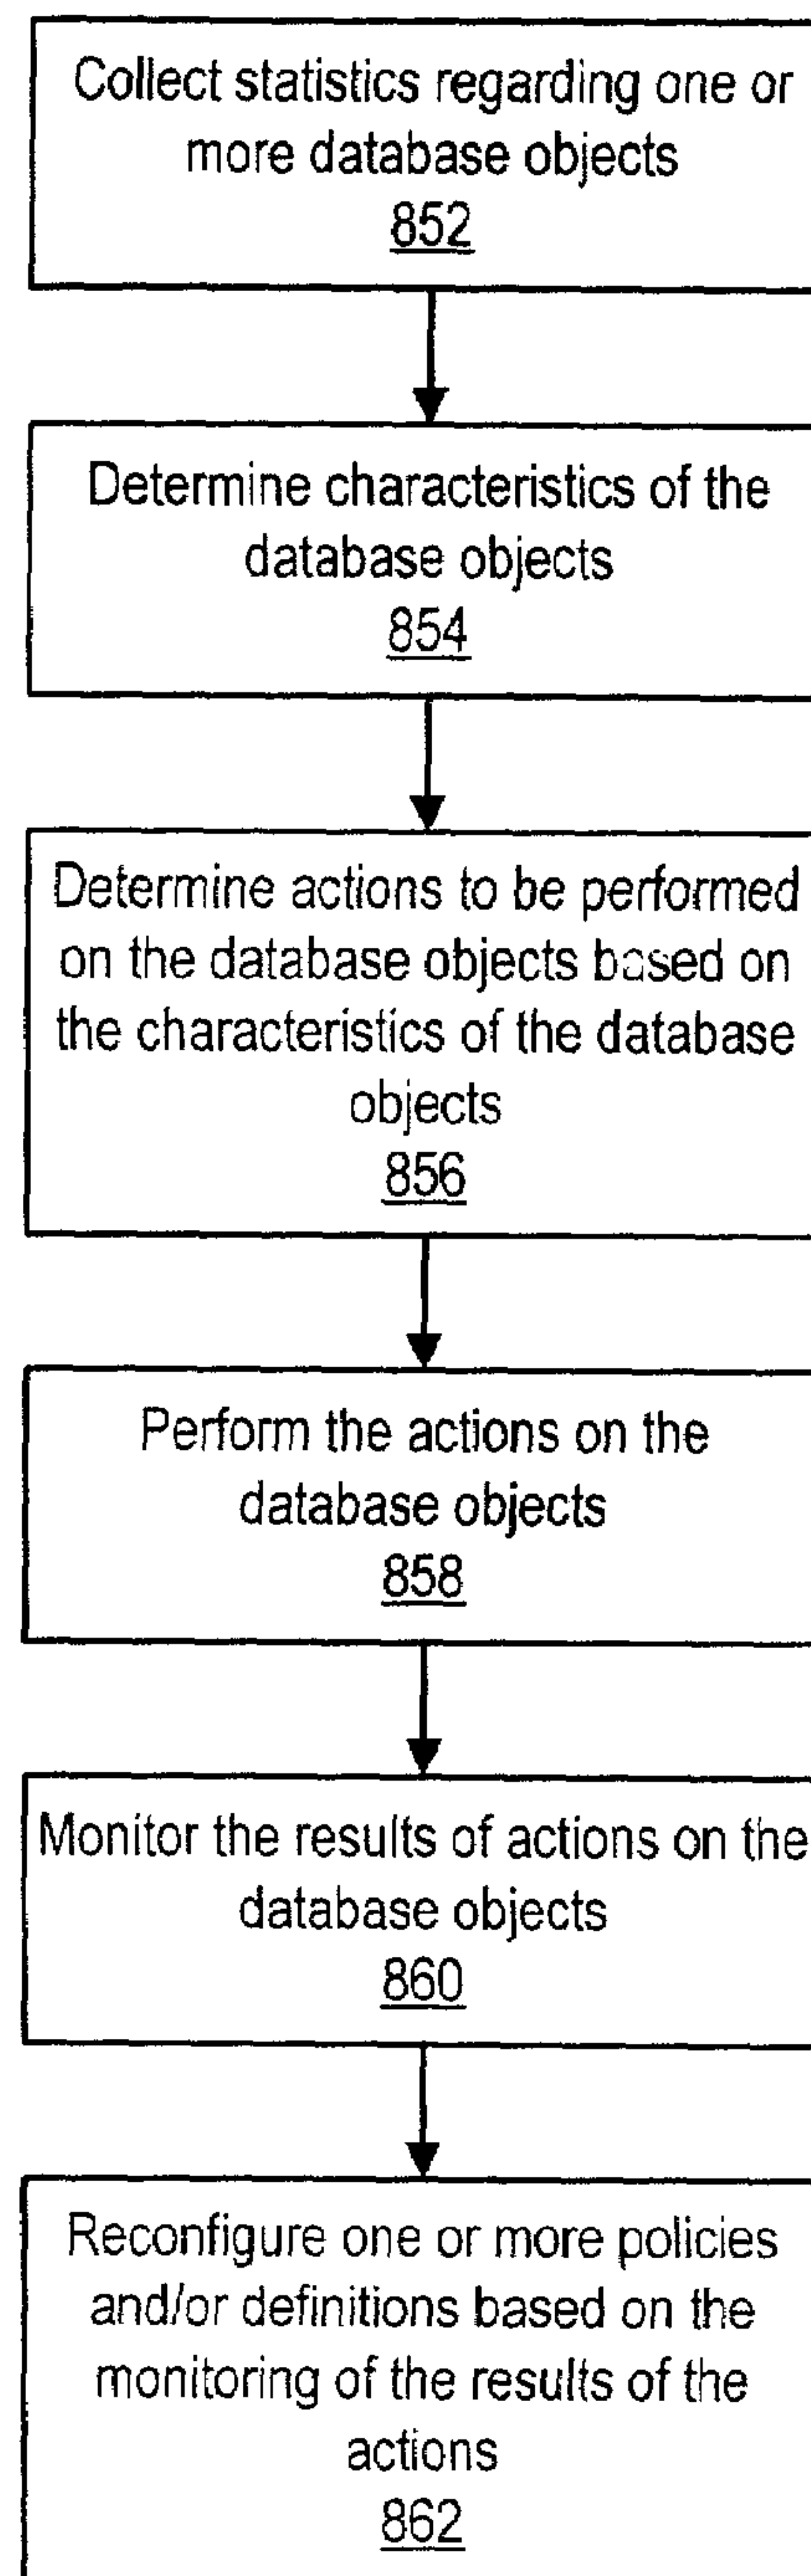 Collect statistics regarding one or
more database objects
852
Determine characteristics of the
database objects
854
Determine actions to be performed
on the database objects based on
the characteristics of the database
objects
856
Perform the actions on the
database objects
858
Monitor the results of actions on the
database objects
860
Reconfigure one or more policies
and/or definitions based on the
monitoring of the results of the
actions
862